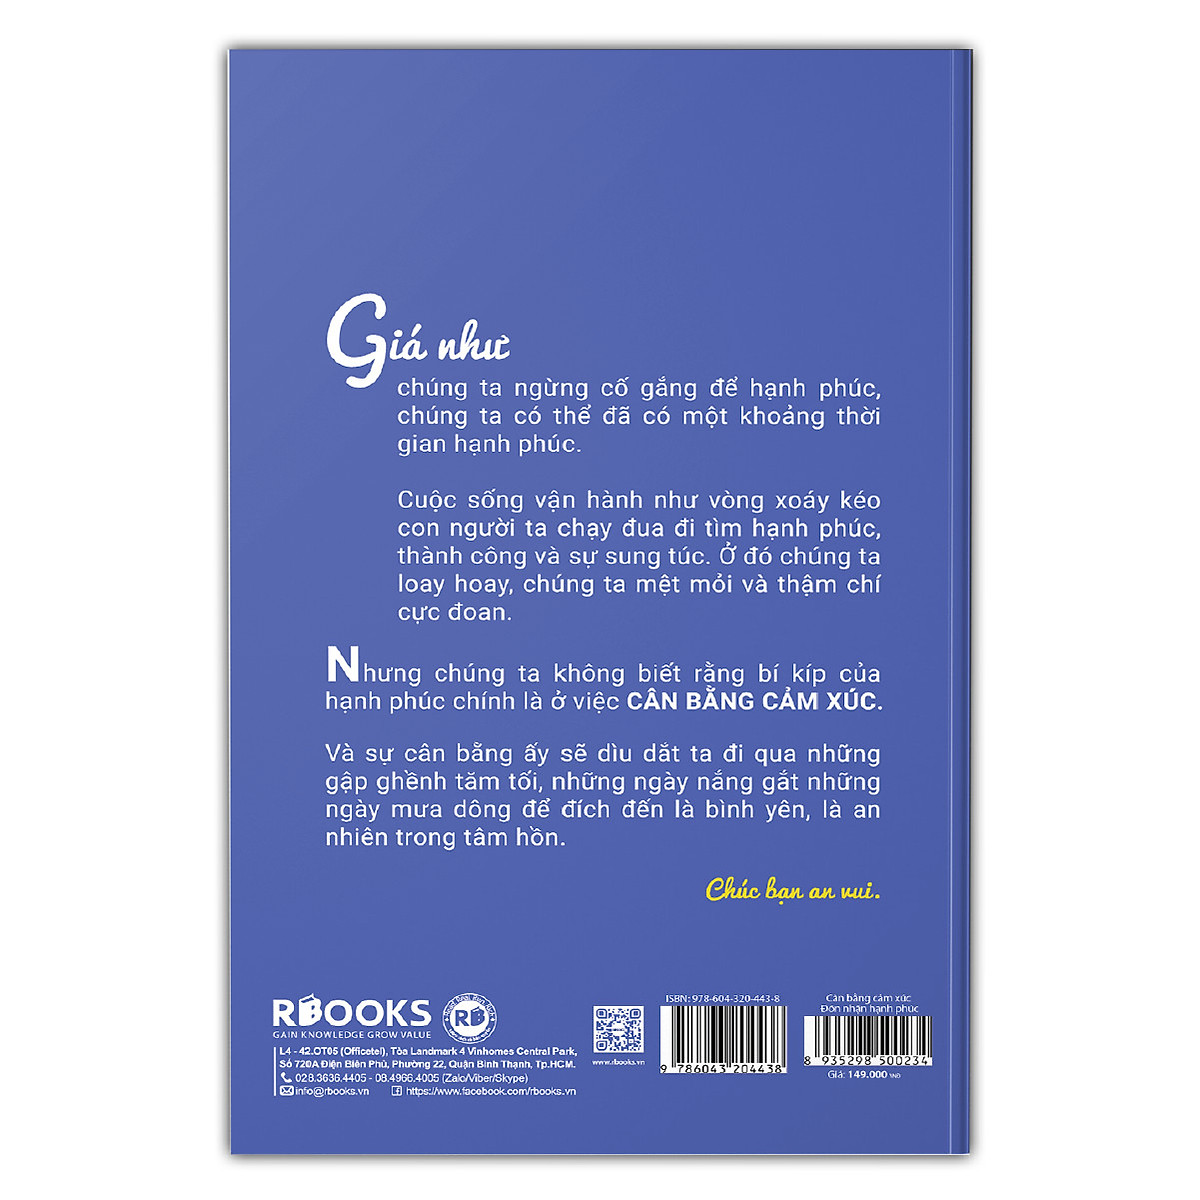 Giá như
chúng ta ngừng cố gắng để hạnh phúc,
chúng ta có thể đã có một khoảng thời
gian hạnh phúc.
Cuộc sống vận hành như vòng xoáy kéo
con người ta chạy đua đi tìm hạnh phúc,
thành công và sự sung túc. Ở đó chúng ta
loay hoay, chúng ta mệt mỏi và thậm chí
cực đoan.
Nhưng chúng ta không biết rằng bí kíp của
hạnh phúc chính là ở việc CÂN BẰNG CẢM XÚC.
Và sự cân bằng ấy sẽ dìu dắt ta đi qua những
gập ghềnh tăm tối, những ngày nắng gắt những
ngày mưa dông để đích đến là bình yên, là an
nhiên trong tâm hồn.
Chúc bạn an vui.
RBOOKS
GAIN KNOWLEDGE GROW VALUE
RB
L4 - 42.OT05 (Officetel), Tòa Landmark 4 Vinhomes Central Park,
Số 720A Điện Biên Phủ, Phường 22, Quận Bình Thạnh, Tp.HCM.
028.3636.4405 - 08.4966.4005 (Zalo/Viber/Skype)
info@rbooks.vn https://www.facebook.com/rbooks.vn
www.rbooks.vn
ISBN: 978-604-320-443-8
9 786043 204438
Cân bằng cảm xúc
Đón nhận hạnh phúc
8 935298 500234
Giá: 149.000 VND